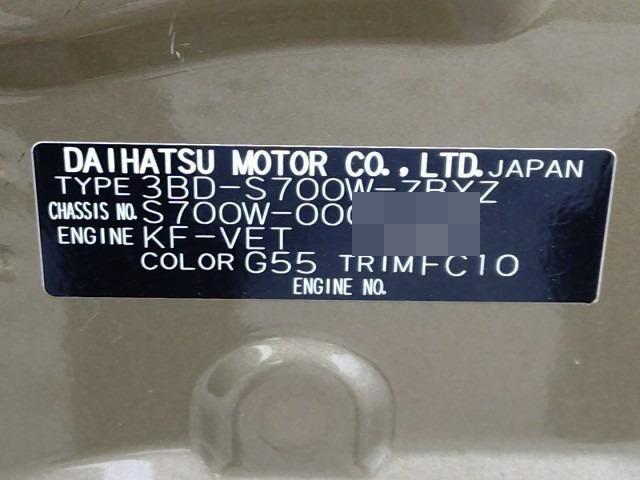 DAIHATSU MOTOR CO., LTD. JAPAN
TYPE 3BD-S700W-ZBXZ
CHASSIS NO. S700W-000
ENGINE KF-VET
COLOR G55 TRIM FC10
ENGINE NO.